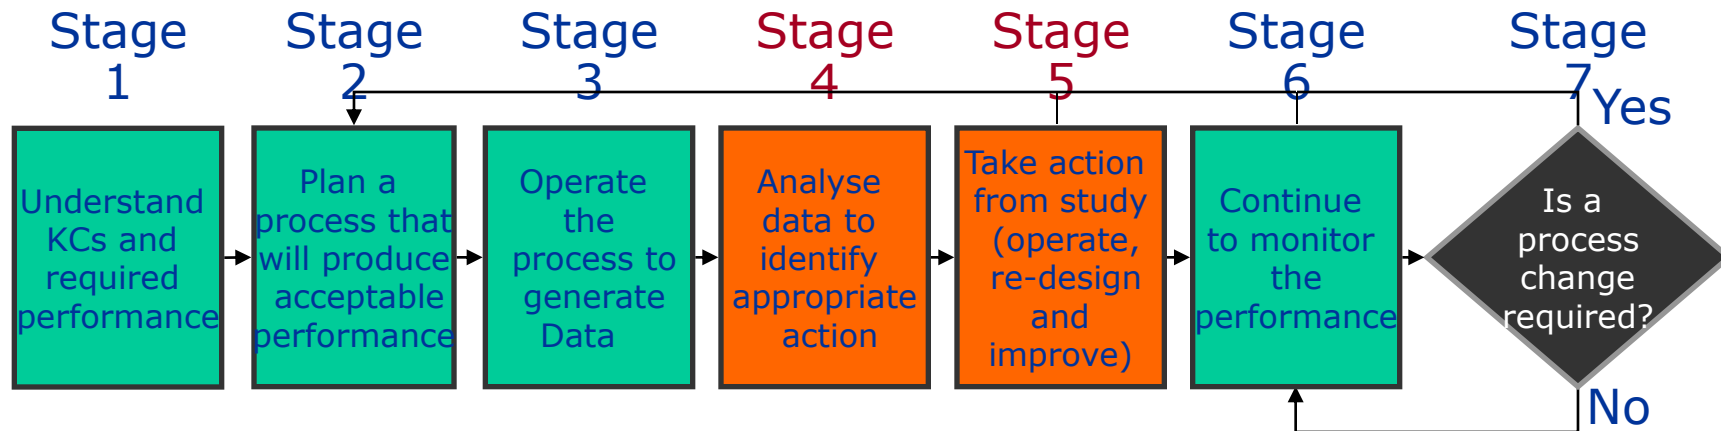 Stage
1
Stage
2
Stage
3
Stage
4
Stage
5
Stage
6
Stage
7
Yes
Understand
KCs and
required
performance
Plan a
process that
will produce
acceptable
performance
Operate
the
process to
generate
Data
Analyse
data to
identify
appropriate
action
Take action
from study
(operate,
re-design
and
improve)
Continue
to monitor
the
performance
Is a
process
change
required?
No